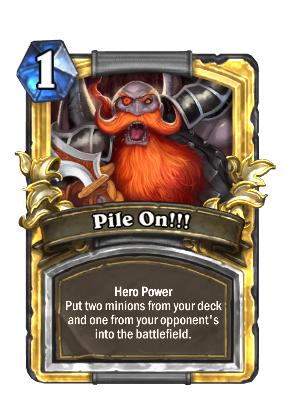 1
Pile On!!!
Hero Power
Put two minions from your deck
and one from your opponent's
into the battlefield.